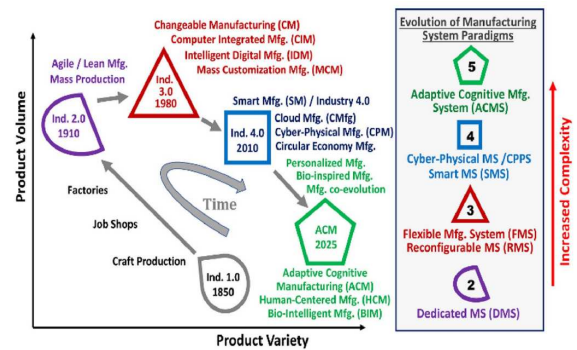 Changeable Manufacturing (CM)
Computer Integrated Mfg. (CIM)
Intelligent Digital Mfg. (IDM)
Mass Customization Mfg. (MCM)
Agile / Lean Mfg.
Mass Production
Ind. 3.0
1980
Ind. 2.0
1910
Smart Mfg. (SM) / Industry 4.0
Cloud Mfg. (CMfg)
Cyber-Physical Mfg. (CPM)
Circular Economy Mfg.
Ind. 4.0
2010
Personalized Mfg.
Bio-inspired Mfg.
Mfg. co-evolution
Factories
Time
Job Shops
Craft Production
ACM
2025
Ind. 1.0
1850
Adaptive Cognitive
Manufacturing (ACM)
Human-Centered Mfg. (HCM)
Bio-Intelligent Mfg. (BIM)
Product Volume
Product Variety
Evolution of Manufacturing
System Paradigms
5
Adaptive Cognitive Mfg.
System (ACMS)
4
Cyber-Physical MS /CPPS
Smart MS (SMS)
3
Flexible Mfg. System (FMS)
Reconfigurable MS (RMS)
2
Dedicated MS (DMS)
Increased Complexity